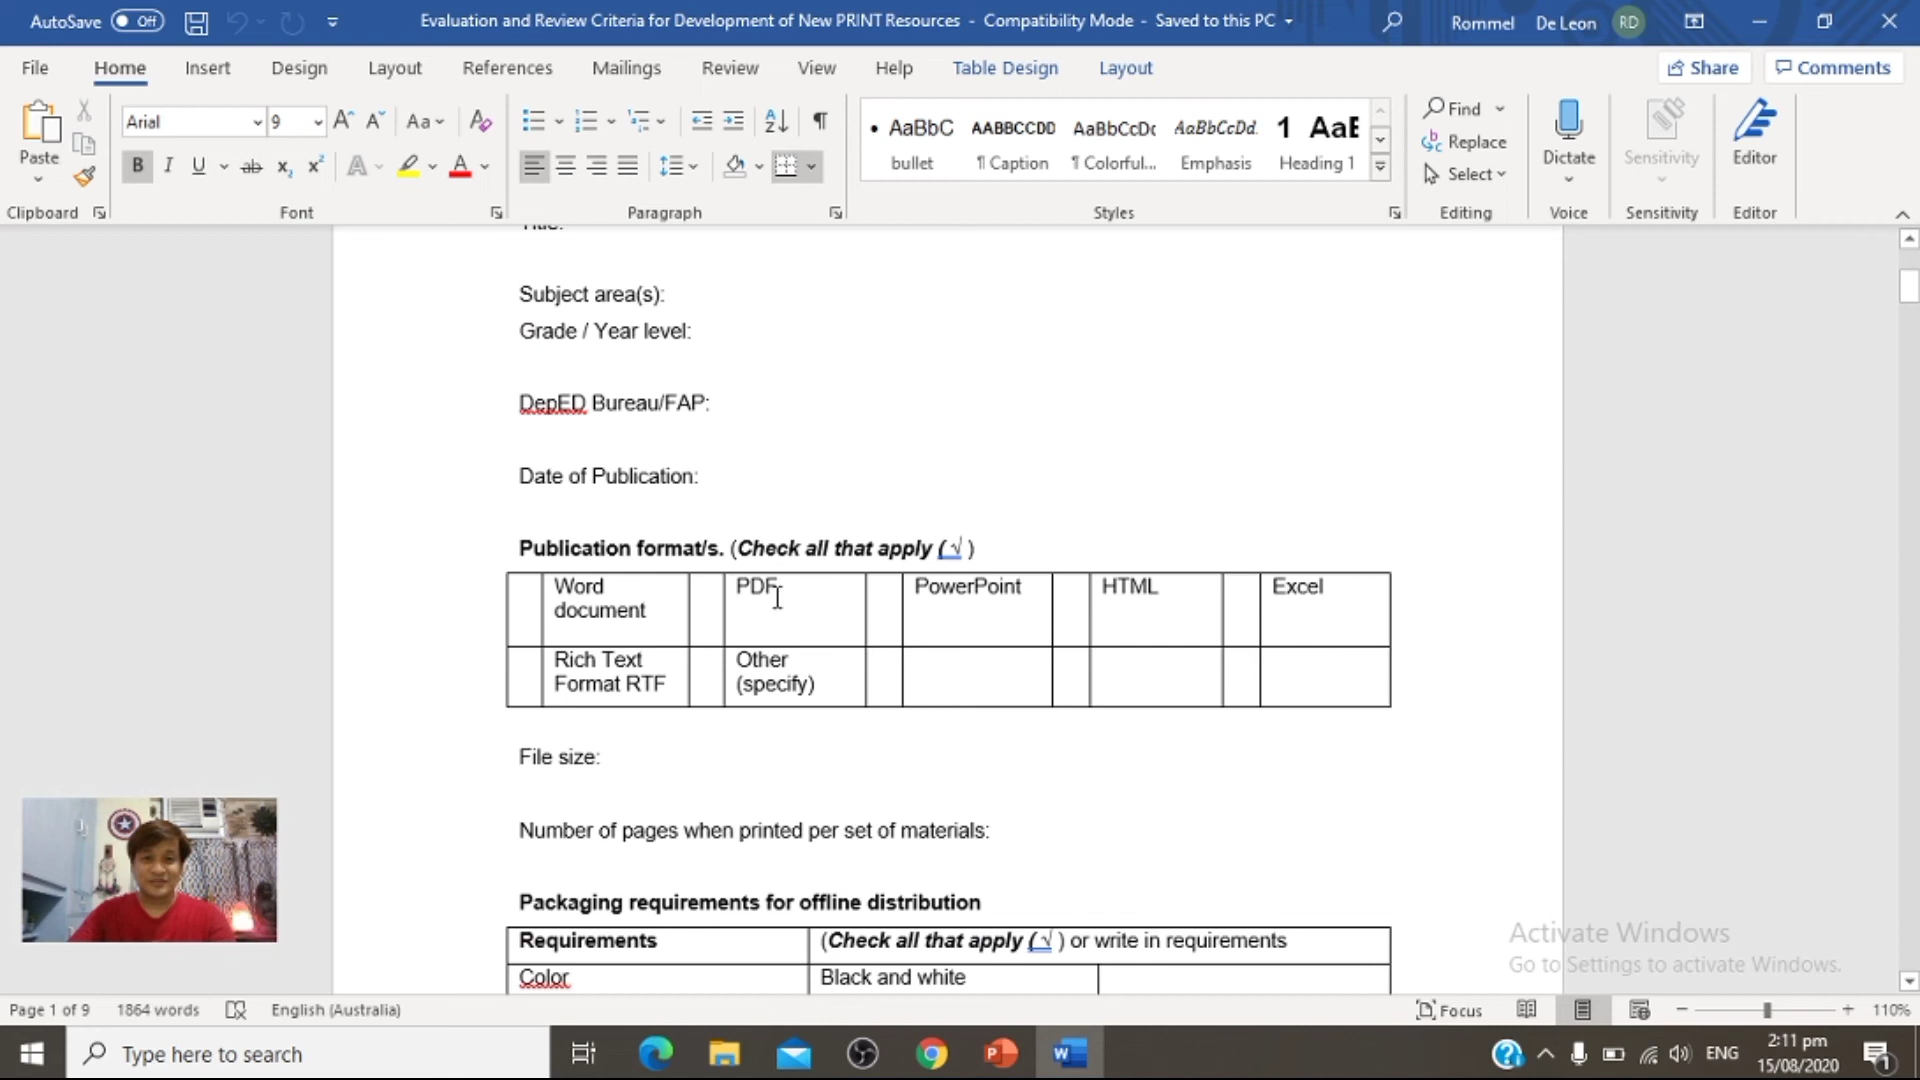 AutoSave Off Evaluation and Review Criteria for Development of New PRINT Resources - Compatibility Mode - Saved to this PC Rommel De Leon RD
File Home Insert Design Layout References Mailings Review View Help Table Design Layout Share Comments
Paste
Clipboard
Arial 9
Font
Paragraph
AaBbC AABBCCDD AaBbCcDc AaBbCcDd. 1 AaE
bullet ¶ Caption ¶ Colorful... Emphasis Heading 1
Styles
Find
Replace
Select
Editing
Dictate
Voice
Sensitivity
Sensitivity
Editor
Editor
Title:
Subject area(s):
Grade / Year level:
DepED Bureau/FAP:
Date of Publication:
Publication format/s. (Check all that apply (√ )
Word document PDF PowerPoint HTML Excel
Rich Text Format RTF Other (specify)
File size:
Number of pages when printed per set of materials:
Packaging requirements for offline distribution
Requirements (Check all that apply (√ ) or write in requirements
Color Black and white
Activate Windows
Go to Settings to activate Windows.
Page 1 of 9 1864 words English (Australia) Focus 110%
Type here to search ENG 2:11 pm
15/08/2020